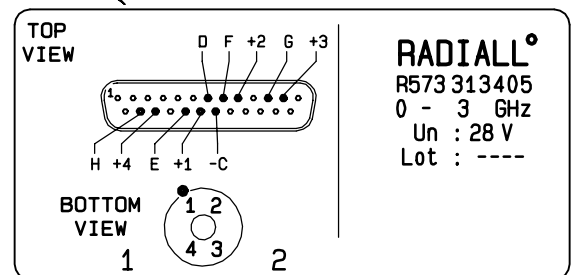 TOP
VIEW
D F +2 G +3
1
H +4 E +1 -C
BOTTOM
VIEW
1 2
4 3
1 2
RADIALL°
R573 313405
0 - 3 GHz
Un : 28 V
Lot : ----